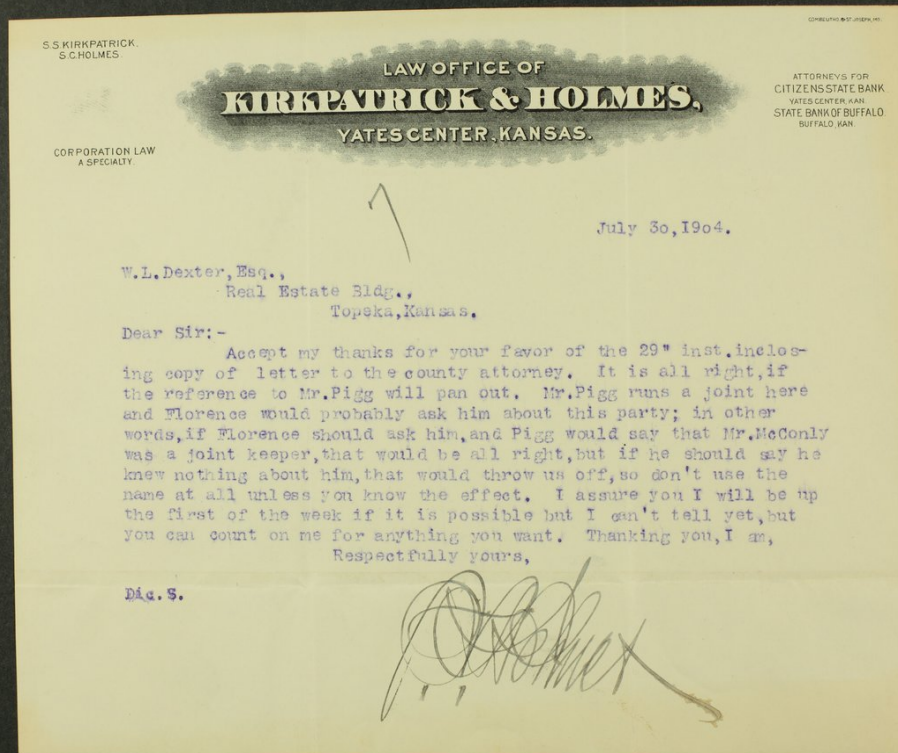 COMBE LITHO. & ST. JOSEPH, MO.
S.S. KIRKPATRICK.
S.C. HOLMES.
CORPORATION LAW
A SPECIALTY.
LAW OFFICE OF
KIRKPATRICK & HOLMES,
YATES CENTER, KANSAS.
ATTORNEYS FOR
CITIZENS STATE BANK
YATES CENTER, KAN.
STATE BANK OF BUFFALO
BUFFALO, KAN.
7
July 30,1904.
W.L.Dexter,Esq.,
Real Estate Bldg.,
Topeka,Kansas.
Dear Sir:-
Accept my thanks for your favor of the 29" inst.inclos-
ing copy of letter to the county attorney. It is all right,if
the reference to Mr.Pigg will pan out. Mr.Pigg runs a joint here
and Florence would probably ask him about this party; in other
words,if Florence should ask him,and Pigg would say that Mr.McConly
was a joint keeper,that would be all right,but if he should say he
knew nothing about him,that would throw us off,so don't use the
name at all unless you know the effect. I assure you I will be up
the first of the week if it is possible but I can't tell yet,but
you can count on me for anything you want. Thanking you,I am,
Respectfully yours,
Dic. S.
S.C. Holmes